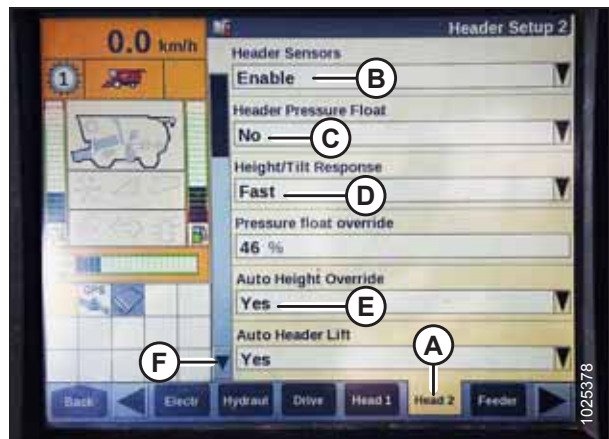 Header Setup 2
0.0 km/h
1
Header Sensors
Enable
B
Header Pressure Float
No
C
Height/Tilt Response
Fast
D
Pressure float override
46 %
Auto Height Override
Yes
E
Auto Header Lift
Yes
A
F
GPS
Back
Electr
Hydraul
Drive
Head 1
Head 2
Feeder
1025378